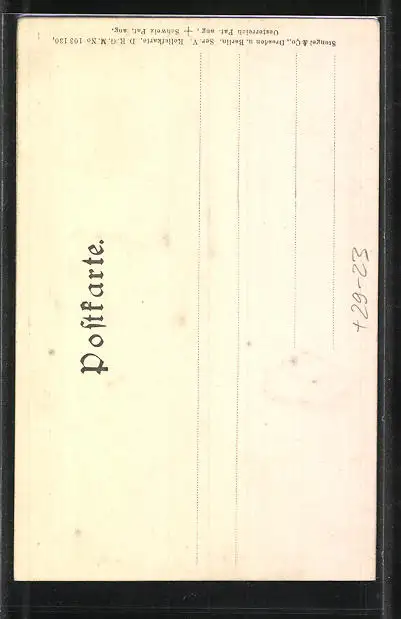 Postkarte.
Stengel & Co., Dresden u. Berlin. Ser. V. Reliefkarte. D. R. G. M. No 103 130.
Oesterreich Pat. ang. + Schweiz Pat. ang.
+29-23